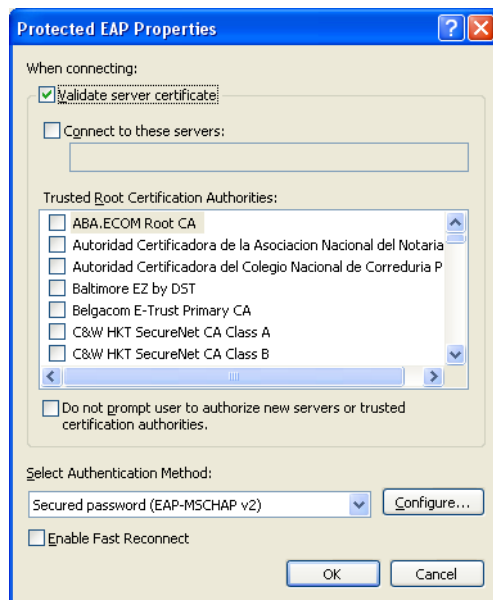 Protected EAP Properties
When connecting:
Validate server certificate
Connect to these servers:
Trusted Root Certification Authorities:
ABA.ECOM Root CA
Autoridad Certificadora de la Asociacion Nacional del Notaria
Autoridad Certificadora del Colegio Nacional de Correduria P
Baltimore EZ by DST
Belgacom E-Trust Primary CA
C&W HKT SecureNet CA Class A
C&W HKT SecureNet CA Class B
Do not prompt user to authorize new servers or trusted
certification authorities.
Select Authentication Method:
Secured password (EAP-MSCHAP v2)
Configure...
Enable Fast Reconnect
OK Cancel